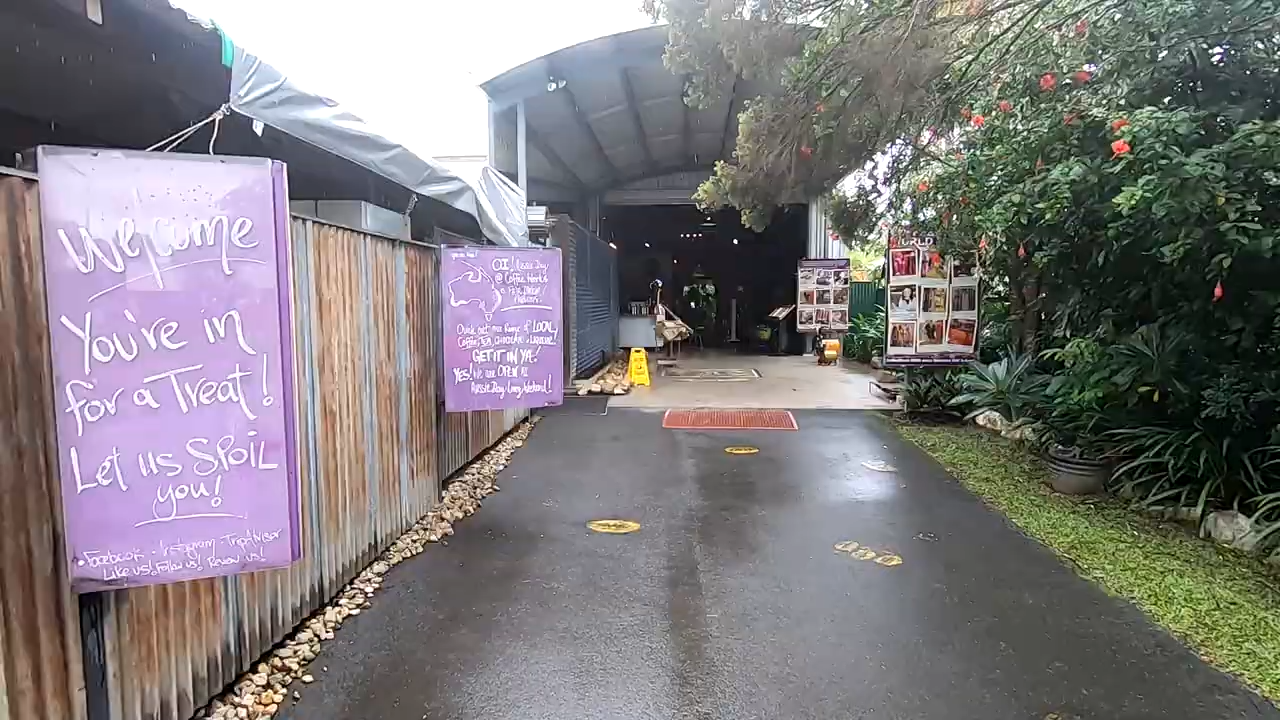 Welcome
You're in
for a Treat!
Let us SPOiL
you!
• Facebook • Instagram • TripAdvisor
Like us! Follow us! Review us!
OI! Aussie Day
@ Coffee Works
Check out our Range of LOCAL
Coffee, TEA, CHOCOLATE & LIQUEURS!
GET IT IN YA!
YES! We are OPEN
Aussie Day Long Weekend!
WORLD